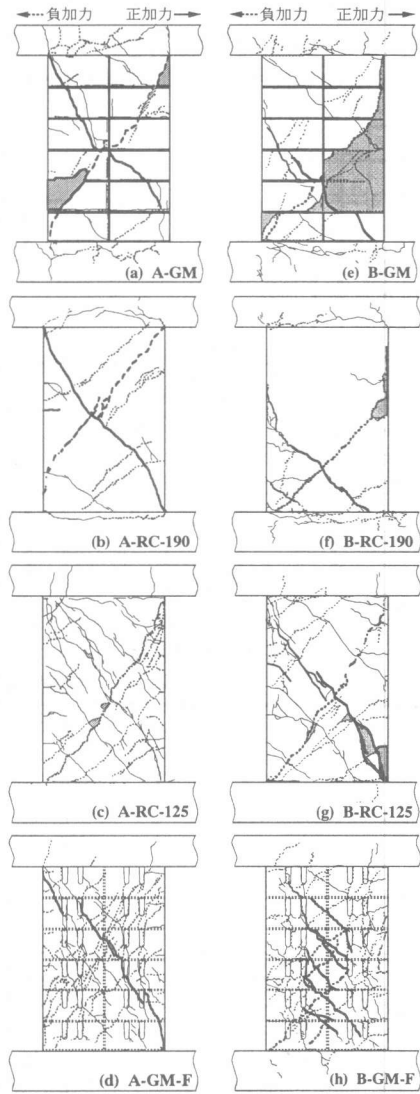 負加力 正加力
負加力 正加力
(a) A-GM
(e) B-GM
(b) A-RC-190
(f) B-RC-190
(c) A-RC-125
(g) B-RC-125
(d) A-GM-F
(h) B-GM-F